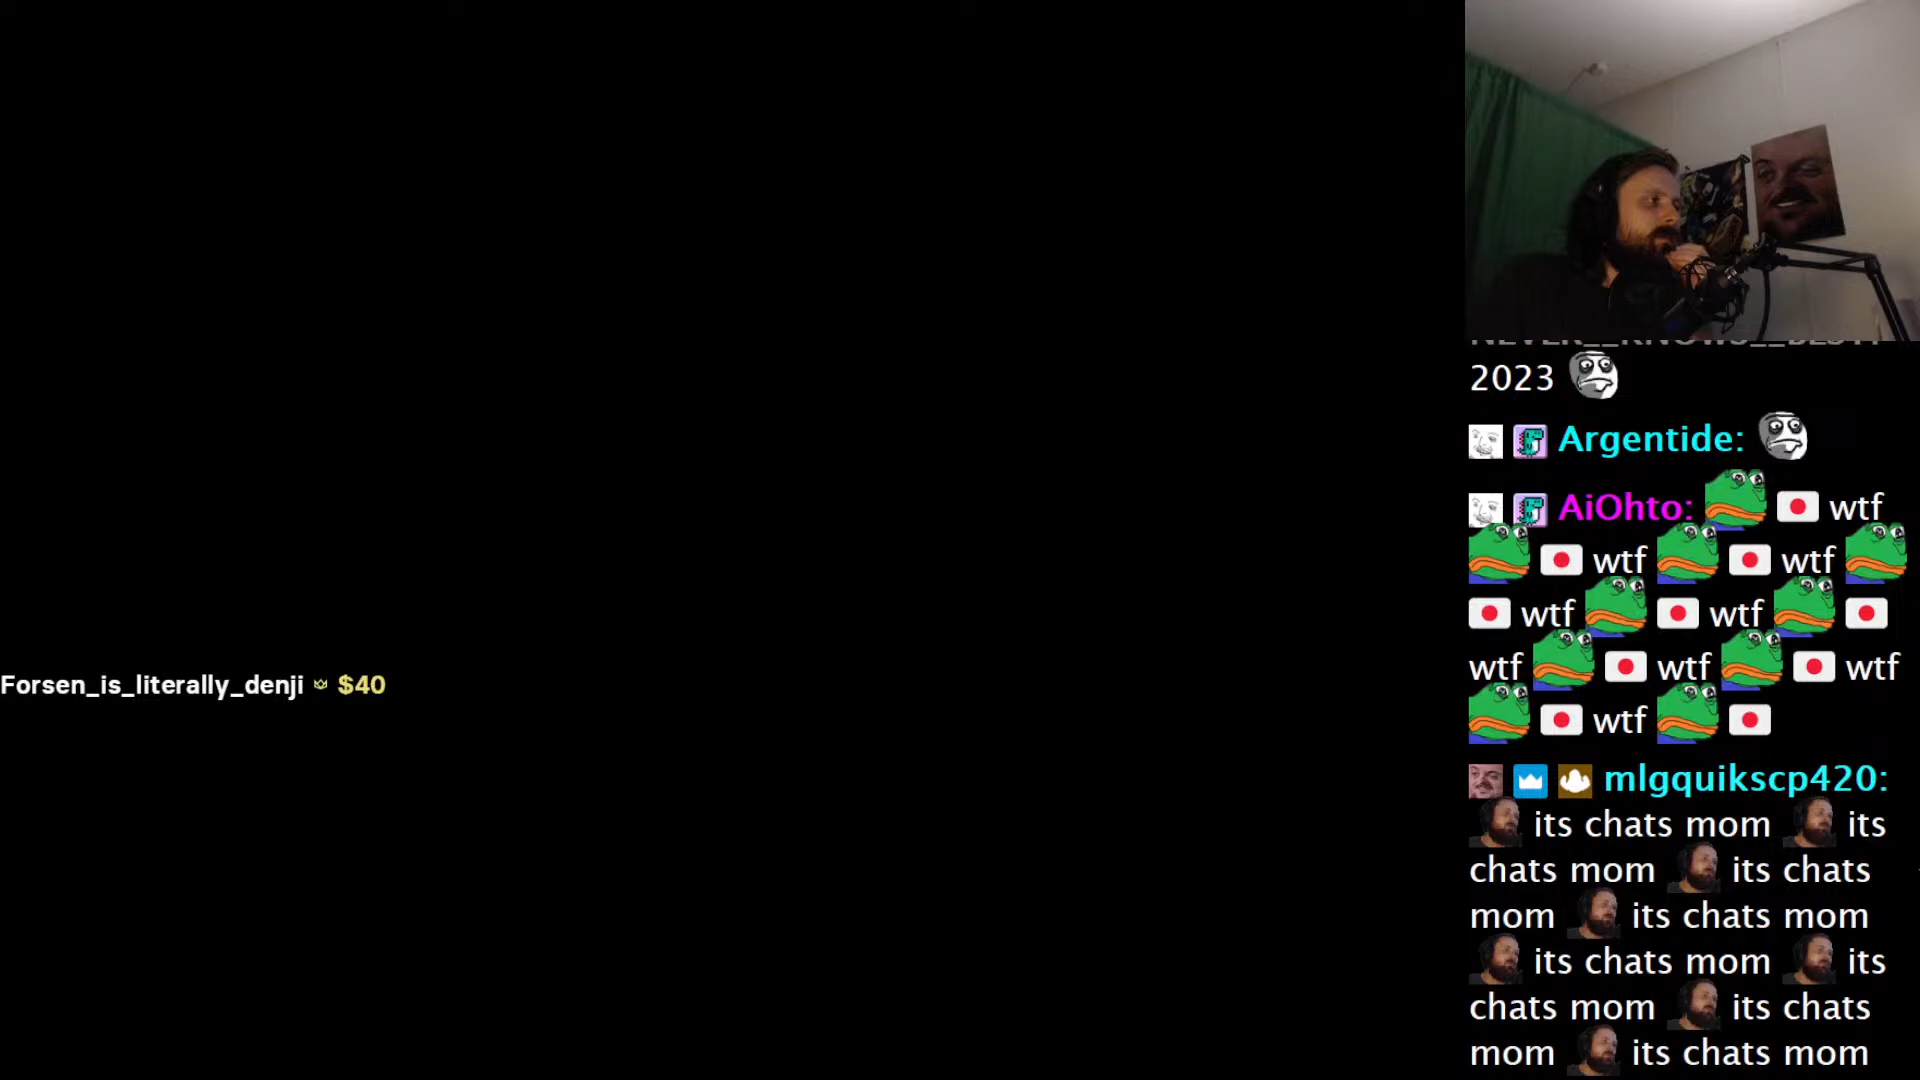 NEVER__KNOWS__BEST:
2023
Argentide:
AiOhto: wtf
wtf wtf
wtf wtf
wtf wtf wtf
wtf
Forsen_is_literally_denji $40
mlgquikscp420:
its chats mom its
chats mom its chats
mom its chats mom
its chats mom its
chats mom its chats
mom its chats mom